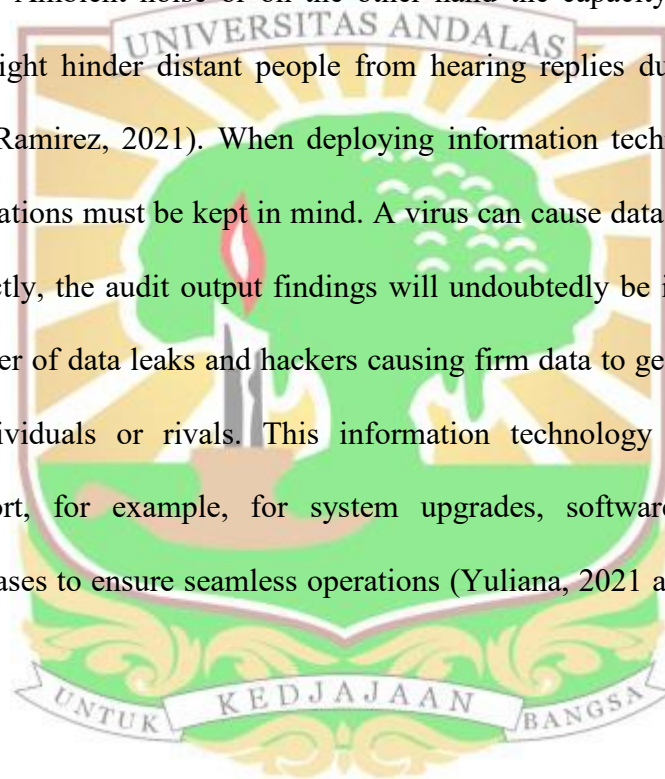 Ambient noise or on the other hand the capacity
UNIVERSITAS ANDALAS
ight hinder distant people from hearing replies du
Ramirez, 2021). When deploying information tech
ations must be kept in mind. A virus can cause data
ctly, the audit output findings will undoubtedly be i
er of data leaks and hackers causing firm data to ge
ividuals or rivals. This information technology
ort, for example, for system upgrades, software
ases to ensure seamless operations (Yuliana, 2021 a
UNTUK KEDJAJAAN BANGSA